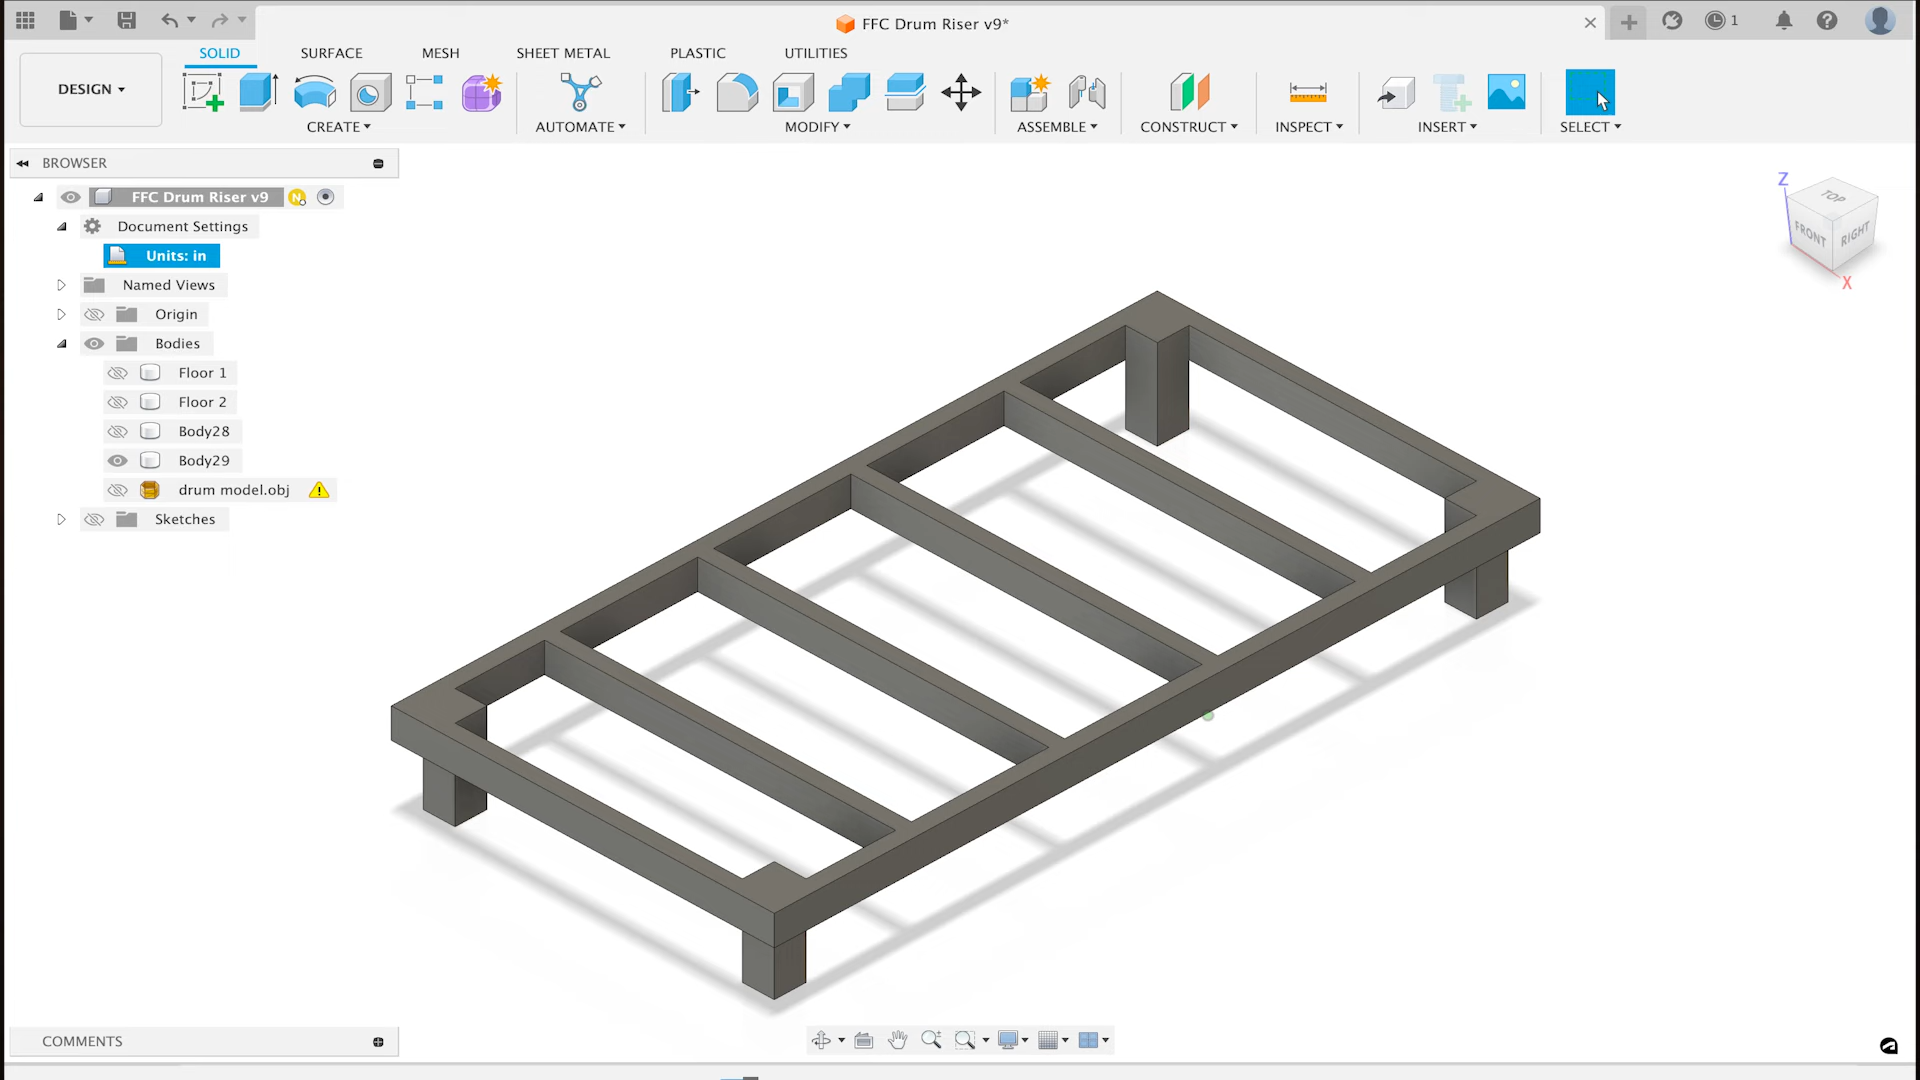 FFC Drum Riser v9*
1
DESIGN
SOLID
SURFACE
MESH
SHEET METAL
PLASTIC
UTILITIES
CREATE
AUTOMATE
MODIFY
ASSEMBLE
CONSTRUCT
INSPECT
INSERT
SELECT
BROWSER
FFC Drum Riser v9
N
Document Settings
Units: in
Named Views
Origin
Bodies
Floor 1
Floor 2
Body28
Body29
drum model.obj
Sketches
Z
TOP
FRONT
RIGHT
X
COMMENTS